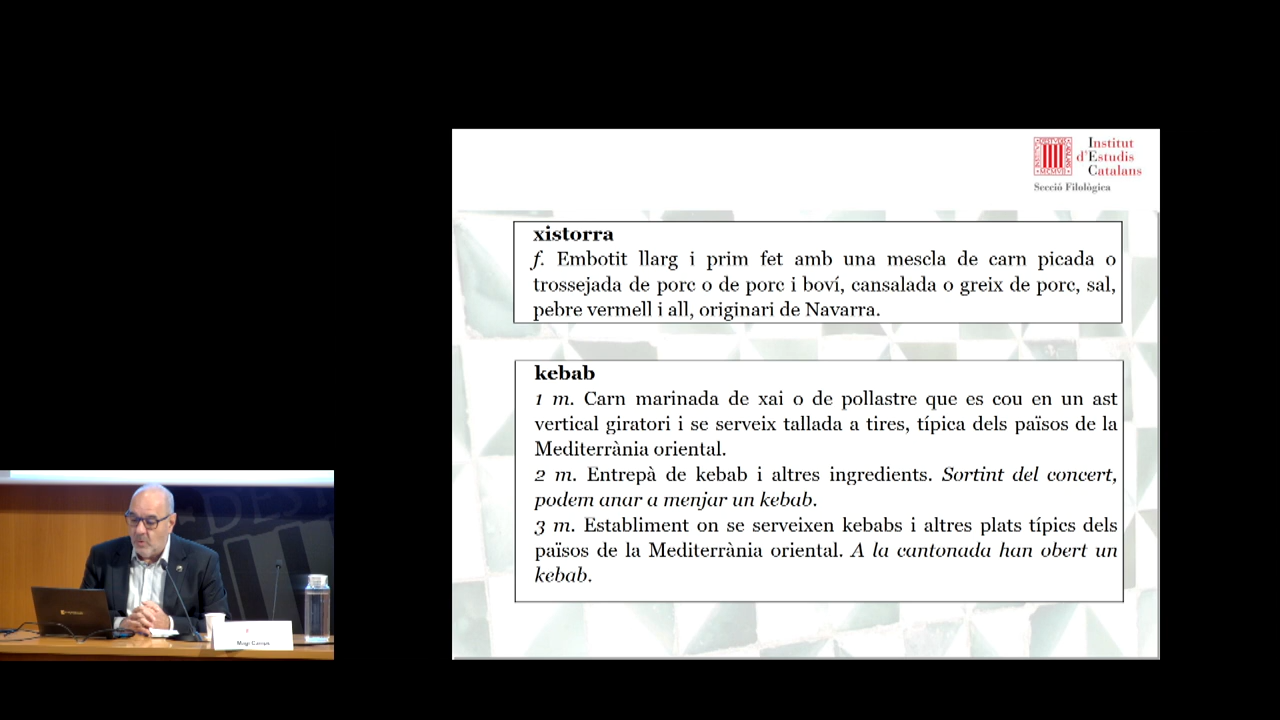 Institut
d'Estudis
Catalans
Secció Filològica
xistorra
f. Embotit llarg i prim fet amb una mescla de carn picada o
trossejada de porc o de porc i boví, cansalada o greix de porc, sal,
pebre vermell i all, originari de Navarra.
kebab
1 m. Carn marinada de xai o de pollastre que es cou en un ast
vertical giratori i se serveix tallada a tires, típica dels països de la
Mediterrània oriental.
2 m. Entrepà de kebab i altres ingredients. Sortint del concert,
podem anar a menjar un kebab.
3 m. Establiment on se serveixen kebabs i altres plats típics dels
països de la Mediterrània oriental. A la cantonada han obert un
kebab.
Magí Camps